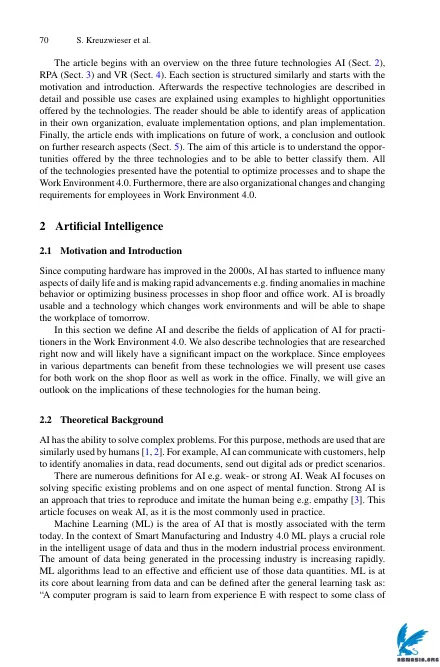 70 S. Kreuzwieser et al.
The article begins with an overview on the three future technologies AI (Sect. 2),
RPA (Sect. 3) and VR (Sect. 4). Each section is structured similarly and starts with the
motivation and introduction. Afterwards the respective technologies are described in
detail and possible use cases are explained using examples to highlight opportunities
offered by the technologies. The reader should be able to identify areas of application
in their own organization, evaluate implementation options, and plan implementation.
Finally, the article ends with implications on future of work, a conclusion and outlook
on further research aspects (Sect. 5). The aim of this article is to understand the oppor-
tunities offered by the three technologies and to be able to better classify them. All
of the technologies presented have the potential to optimize processes and to shape the
Work Environment 4.0. Furthermore, there are also organizational changes and changing
requirements for employees in Work Environment 4.0.
2 Artificial Intelligence
2.1 Motivation and Introduction
Since computing hardware has improved in the 2000s, AI has started to influence many
aspects of daily life and is making rapid advancements e.g. finding anomalies in machine
behavior or optimizing business processes in shop floor and office work. AI is broadly
usable and a technology which changes work environments and will be able to shape
the workplace of tomorrow.
In this section we define AI and describe the fields of application of AI for practi-
tioners in the Work Environment 4.0. We also describe technologies that are researched
right now and will likely have a significant impact on the workplace. Since employees
in various departments can benefit from these technologies we will present use cases
for both work on the shop floor as well as work in the office. Finally, we will give an
outlook on the implications of these technologies for the human being.
2.2 Theoretical Background
AI has the ability to solve complex problems. For this purpose, methods are used that are
similarly used by humans [1, 2]. For example, AI can communicate with customers, help
to identify anomalies in data, read documents, send out digital ads or predict scenarios.
There are numerous definitions for AI e.g. weak- or strong AI. Weak AI focuses on
solving specific existing problems and on one aspect of mental function. Strong AI is
an approach that tries to reproduce and imitate the human being e.g. empathy [3]. This
article focuses on weak AI, as it is the most commonly used in practice.
Machine Learning (ML) is the area of AI that is mostly associated with the term
today. In the context of Smart Manufacturing and Industry 4.0 ML plays a crucial role
in the intelligent usage of data and thus in the modern industrial process environment.
The amount of data being generated in the processing industry is increasing rapidly.
ML algorithms lead to an effective and efficient use of those data quantities. ML is at
its core about learning from data and can be defined after the general learning task as:
“A computer program is said to learn from experience E with respect to some class of